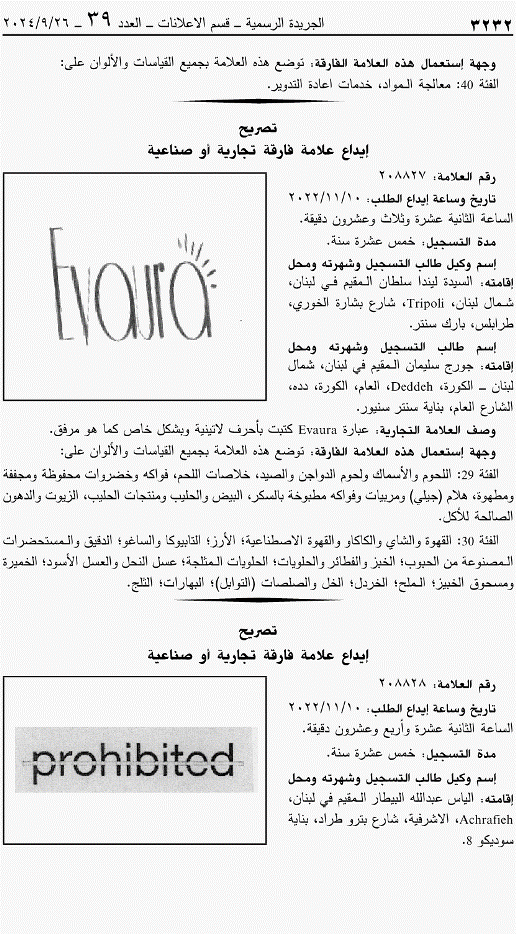 ٣٢٣٢ الجريدة الرسمية ــ قسم الاعلانات ــ العدد ٣٩ ــ ٢٠٢٤/٩/٢٦
وجهة إستعمال هذه العلامة الفارقة: توضع هذه العلامة بجميع القياسات والألوان على:
الفئة 40: معالجة المواد، خدمات اعادة التدوير.
تصريح
إيداع علامة فارقة تجارية أو صناعية
رقم العلامة: ٢٠٨٨٢٧
تاريخ وساعة إيداع الطلب: ٢٠٢٢/١١/١٠
الساعة الثانية عشرة وثلاث وعشرون دقيقة.
مدة التسجيل: خمس عشرة سنة.
إسم وكيل طالب التسجيل وشهرته ومحل
إقامته: السيدة ليندا سلطان المقيم في لبنان،
شمال لبنان، Tripoli، شارع بشارة الخوري،
طرابلس، بارك سنتر.
إسم طالب التسجيل وشهرته ومحل
إقامته: جورج سليمان المقيم في لبنان، شمال
لبنان ــ الكورة، Deddeh، العام، الكورة، دده،
الشارع العام، بناية سنتر سنيور.
Evaura
وصف العلامة التجارية: عبارة Evaura كتبت بأحرف لاتينية وبشكل خاص كما هو مرفق.
وجهة إستعمال هذه العلامة الفارقة: توضع هذه العلامة بجميع القياسات والألوان على:
الفئة 29: اللحوم والأسماك ولحوم الدواجن والصيد، خلاصات اللحم، فواكه وخضروات محفوظة ومجففة
ومطهوة، هلام (جيلي) ومربيات وفواكه مطبوخة بالسكر، البيض والحليب ومنتجات الحليب، الزيوت والدهون
الصالحة للأكل.
الفئة 30: القهوة والشاي والكاكاو والقهوة الاصطناعية؛ الأرز؛ التابيوكا والساغو؛ الدقيق والمستحضرات
المصنوعة من الحبوب؛ الخبز والفطائر والحلويات؛ الحلويات المثلجة؛ عسل النحل والعسل الأسود؛ الخميرة
ومسحوق الخبيز؛ الملح؛ الخردل؛ الخل والصلصات (التوابل)؛ البهارات؛ الثلج.
تصريح
إيداع علامة فارقة تجارية أو صناعية
رقم العلامة: ٢٠٨٨٢٨
تاريخ وساعة إيداع الطلب: ٢٠٢٢/١١/١٠
الساعة الثانية عشرة وأربع وعشرون دقيقة.
مدة التسجيل: خمس عشرة سنة.
إسم وكيل طالب التسجيل وشهرته ومحل
إقامته: الياس عبدالله البيطار المقيم في لبنان،
Achrafieh، الاشرفية، شارع بترو طراد، بناية
سوديكو 8.
prohibited